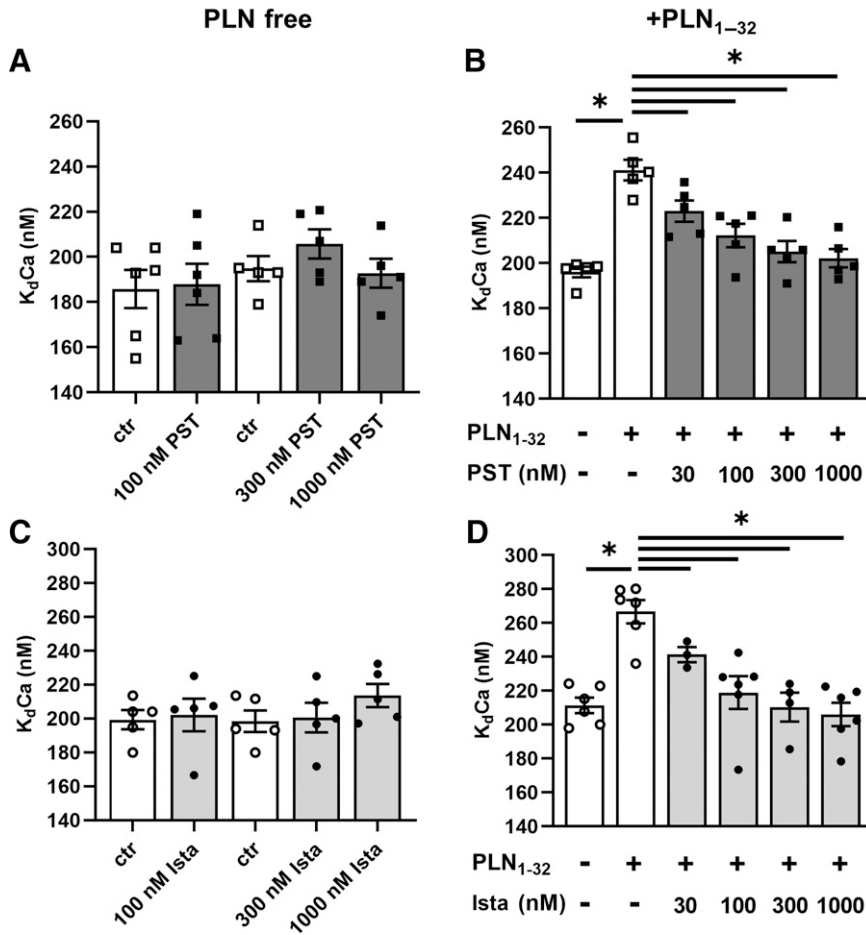 PLN free
+PLN1–32
A
KdCa (nM)
260
240
220
200
180
160
140
ctr
100 nM PST
ctr
300 nM PST
1000 nM PST
B
*
*
KdCa (nM)
260
240
220
200
180
160
140
PLN1-32 - + + + + +
PST (nM) - - 30 100 300 1000
C
KdCa (nM)
300
280
260
240
220
200
180
160
140
ctr
100 nM Ista
ctr
300 nM Ista
1000 nM Ista
D
*
*
KdCa (nM)
300
280
260
240
220
200
180
160
140
PLN1-32 - + + + + +
Ista (nM) - - 30 100 300 1000